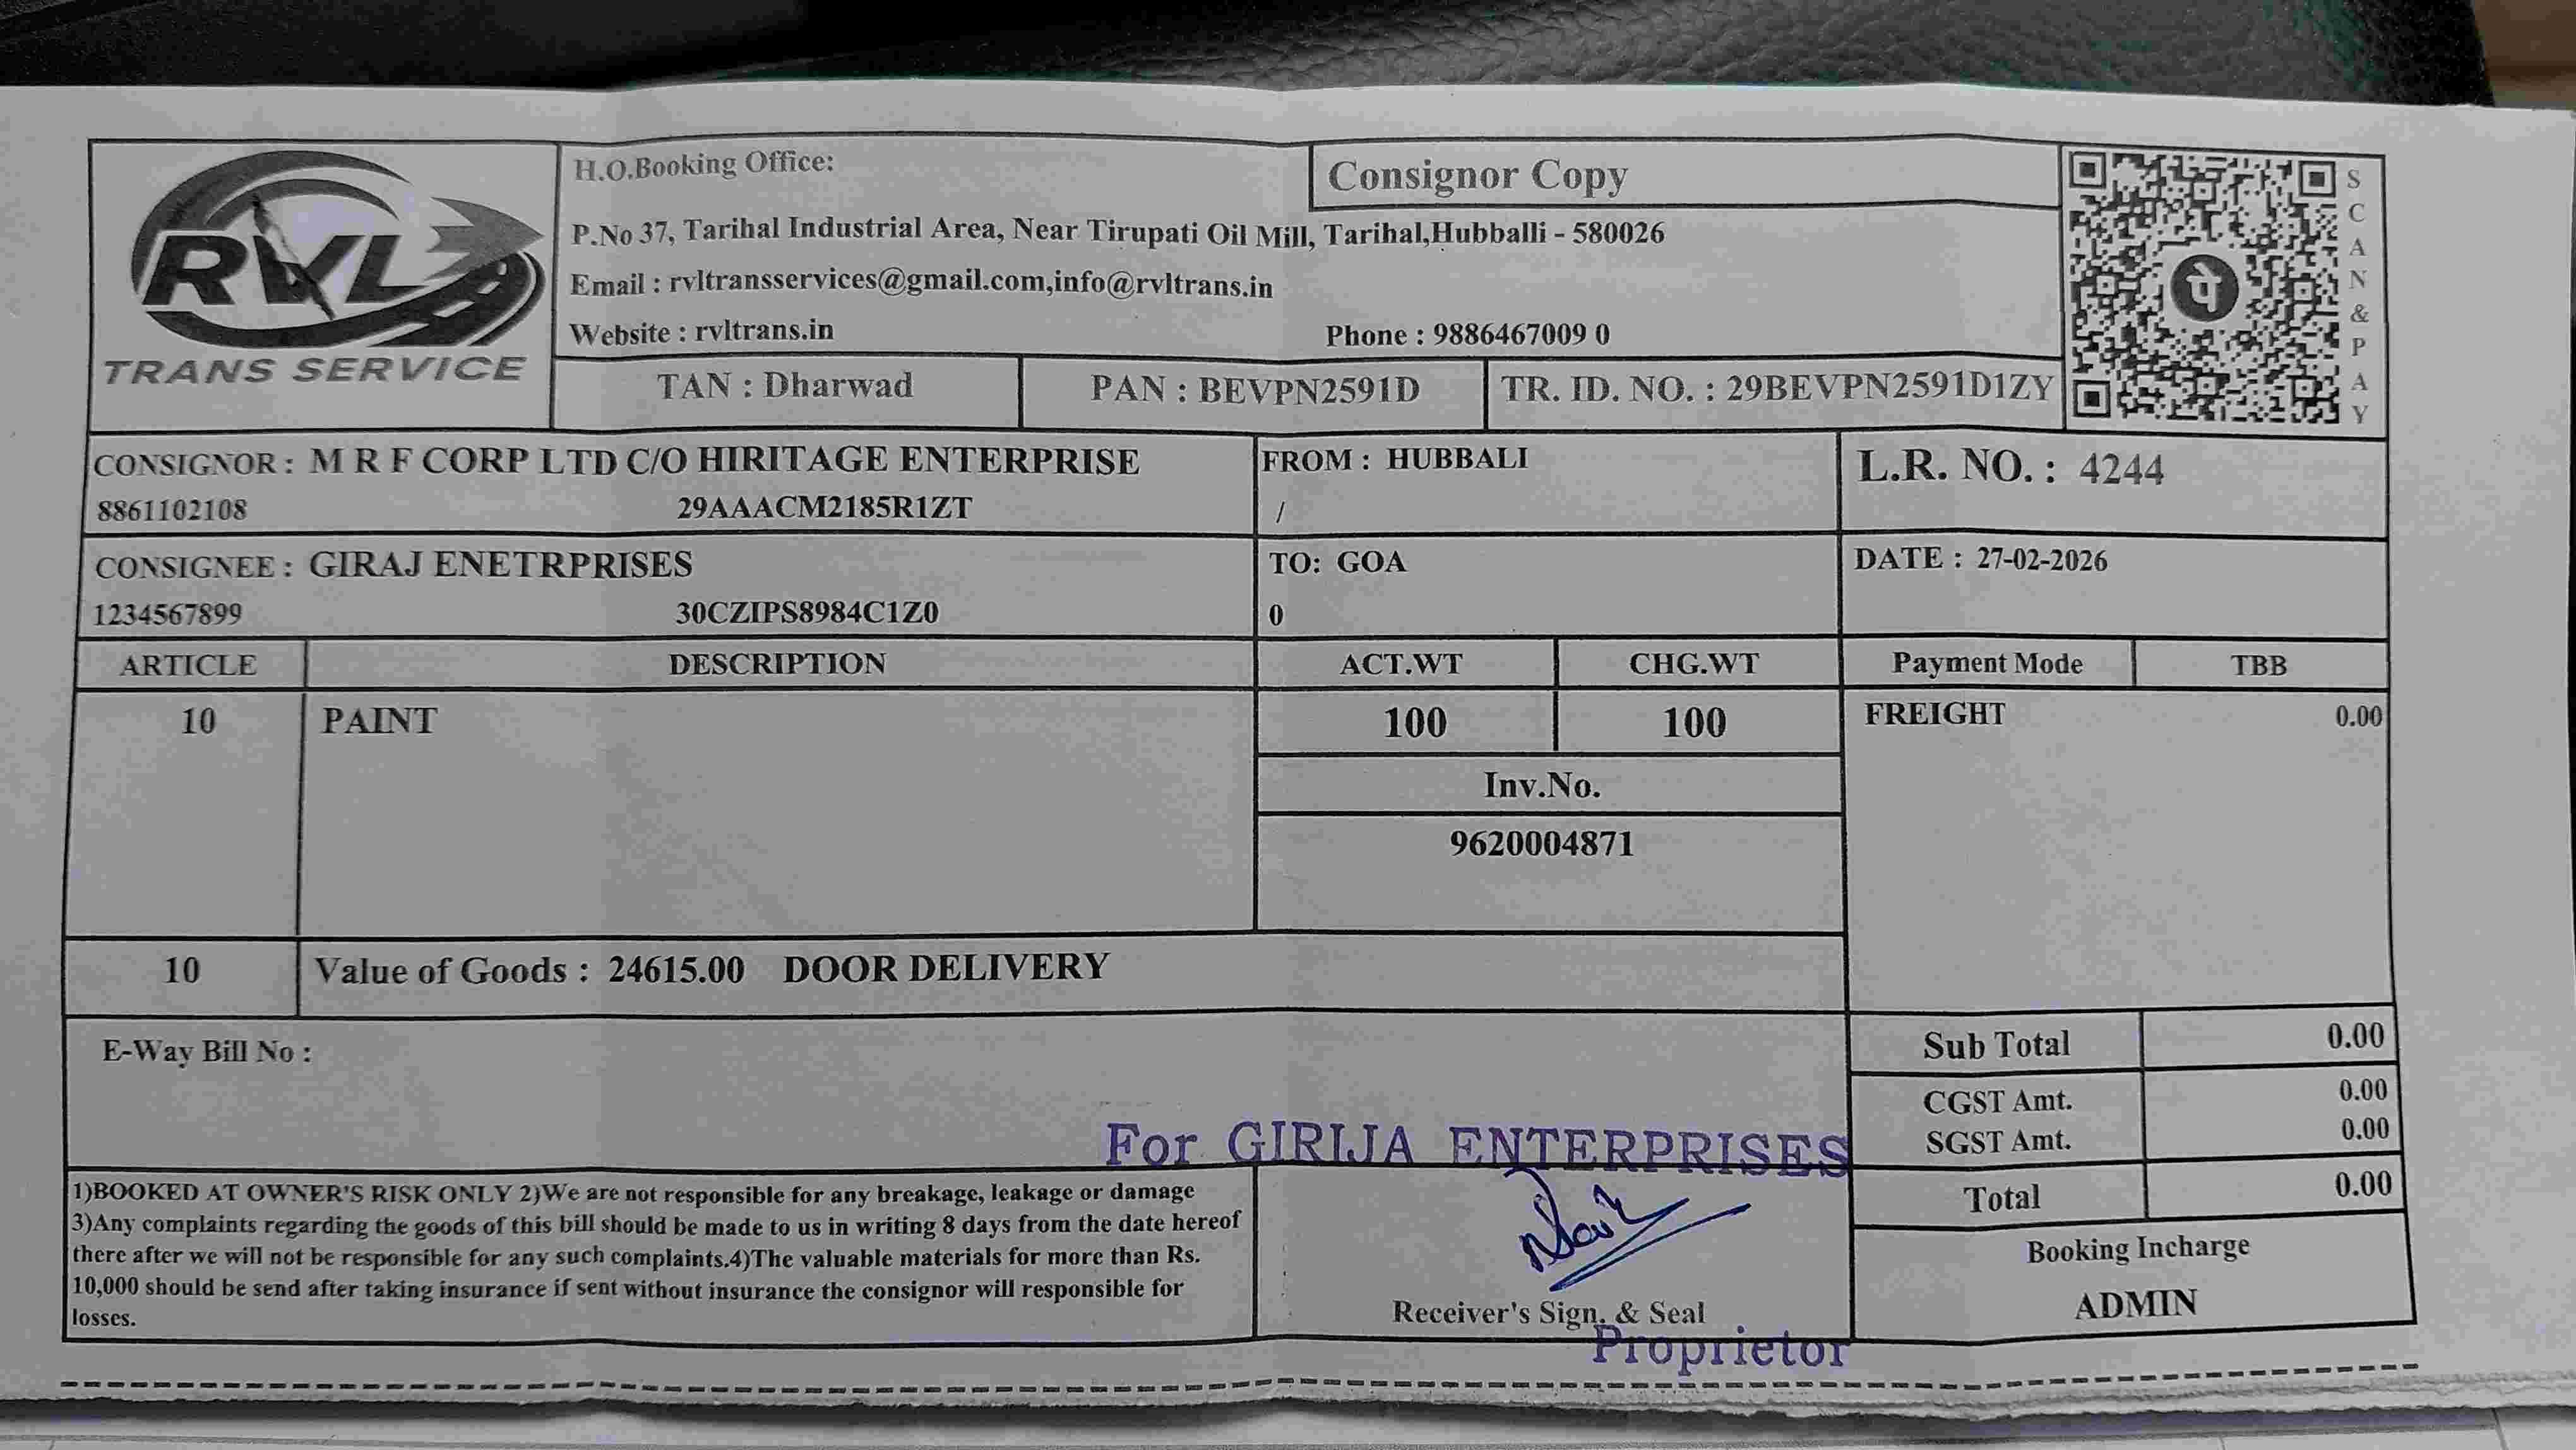 RVL
TRANS SERVICE
H.O.Booking Office:
Consignor Copy
P.No 37, Tarihal Industrial Area, Near Tirupati Oil Mill, Tarihal,Hubballi - 580026
Email : rvltransservices@gmail.com,info@rvltrans.in
Website : rvltrans.in Phone : 9886467009 0
TAN : Dharwad PAN : BEVPN2591D TR. ID. NO. : 29BEVPN2591D1ZY
पे
SCAN&PAY
CONSIGNOR : M R F CORP LTD C/O HIRITAGE ENTERPRISE FROM : HUBBALI L.R. NO. : 4244
8861102108 29AAACM2185R1ZT /
CONSIGNEE : GIRAJ ENETRPRISES TO: GOA DATE : 27-02-2026
1234567899 30CZIPS8984C1Z0 0
ARTICLE DESCRIPTION ACT.WT CHG.WT Payment Mode TBB
10 PAINT 100 100 FREIGHT 0.00
Inv.No.
9620004871
10 Value of Goods : 24615.00 DOOR DELIVERY
E-Way Bill No :
Sub Total 0.00
CGST Amt. 0.00
SGST Amt. 0.00
Total 0.00
For GIRIJA ENTERPRISES
1)BOOKED AT OWNER'S RISK ONLY 2)We are not responsible for any breakage, leakage or damage
3)Any complaints regarding the goods of this bill should be made to us in writing 8 days from the date hereof
there after we will not be responsible for any such complaints.4)The valuable materials for more than Rs.
10,000 should be send after taking insurance if sent without insurance the consignor will responsible for
losses.
Receiver's Sign. & Seal
Proprietor
Booking Incharge
ADMIN